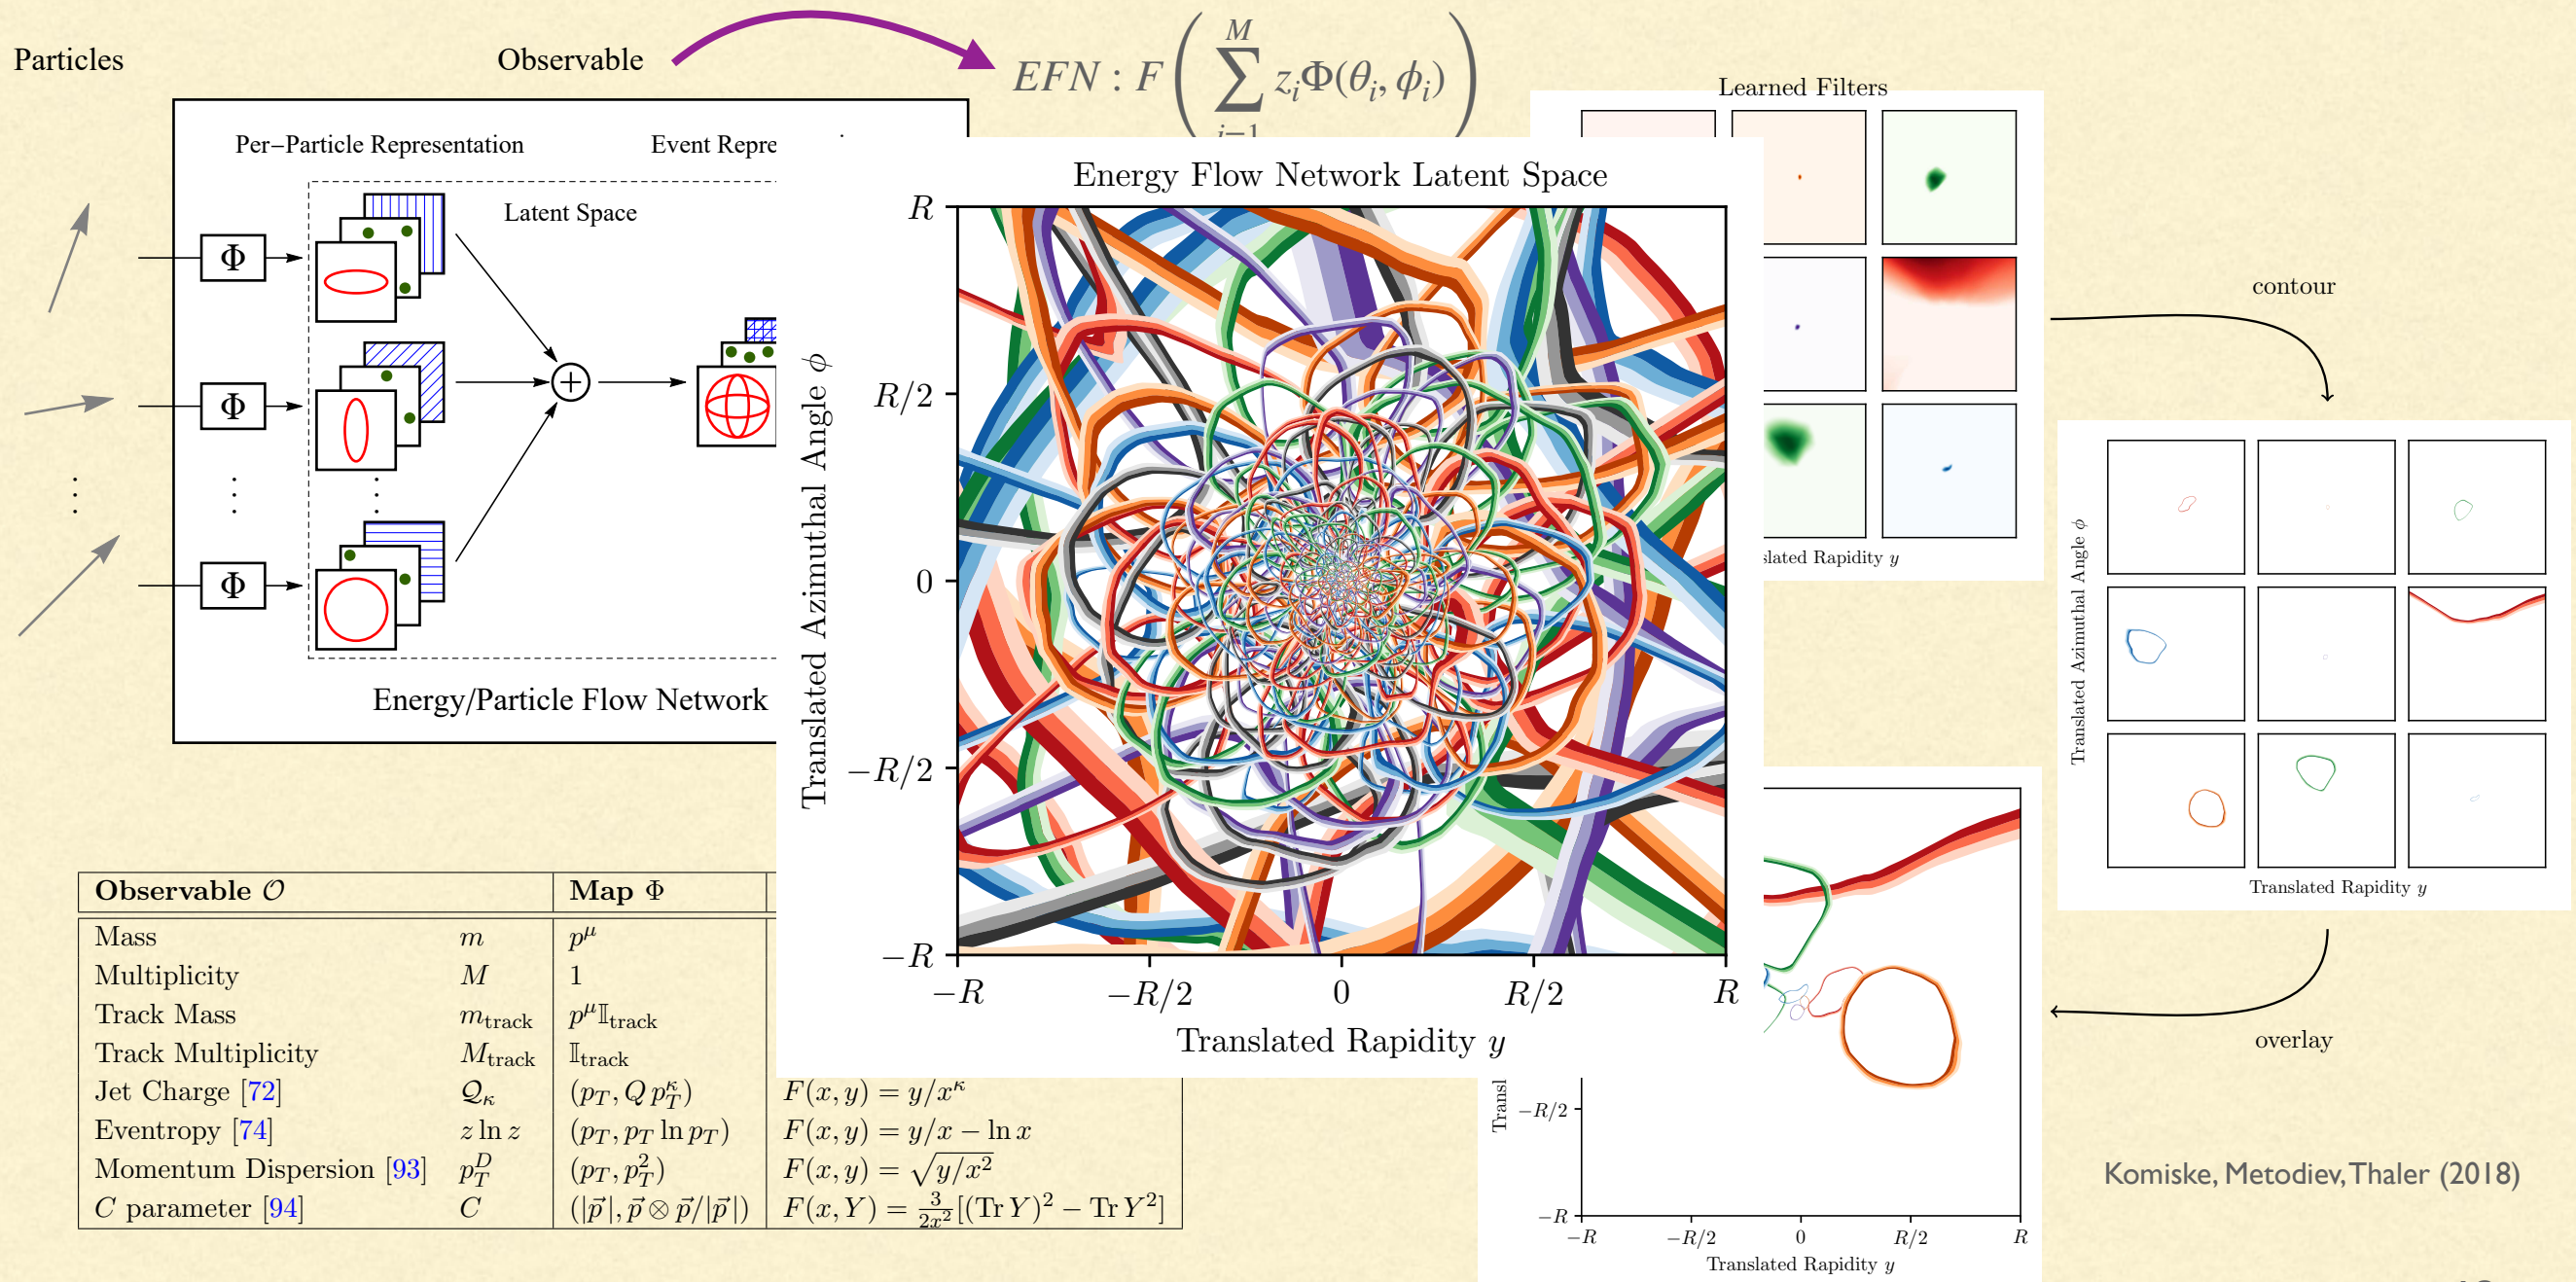 Particles
Observable
EFN : F(∑ z_i Φ(θ_i, ϕ_i))
M
i=1
Per−Particle Representation
Event Repre
Latent Space
Φ
Φ
Φ
Energy/Particle Flow Network
Energy Flow Network Latent Space
Translated Azimuthal Angle ϕ
R
R/2
0
−R/2
−R
−R
−R/2
0
R/2
R
Translated Rapidity y
Learned Filters
slated Rapidity y
contour
Translated Azimuthal Angle ϕ
Translated Rapidity y
overlay
Transl
−R/2
−R
−R
−R/2
0
R/2
R
Translated Rapidity y
Observable 𝒪 Map Φ
Mass m p^μ
Multiplicity M 1
Track Mass m_track p^μ 𝕀_track
Track Multiplicity M_track 𝕀_track
Jet Charge [72] 𝒬_κ (p_T, Q p_T^κ) F(x, y) = y/x^κ
Eventropy [74] z ln z (p_T, p_T ln p_T) F(x, y) = y/x − ln x
Momentum Dispersion [93] p_T^D (p_T, p_T^2) F(x, y) = √(y/x^2)
C parameter [94] C (|p⃗|, p⃗ ⊗ p⃗/|p⃗|) F(x, Y) = 3/(2x^2) [(Tr Y)^2 − Tr Y^2]
Komiske, Metodiev, Thaler (2018)